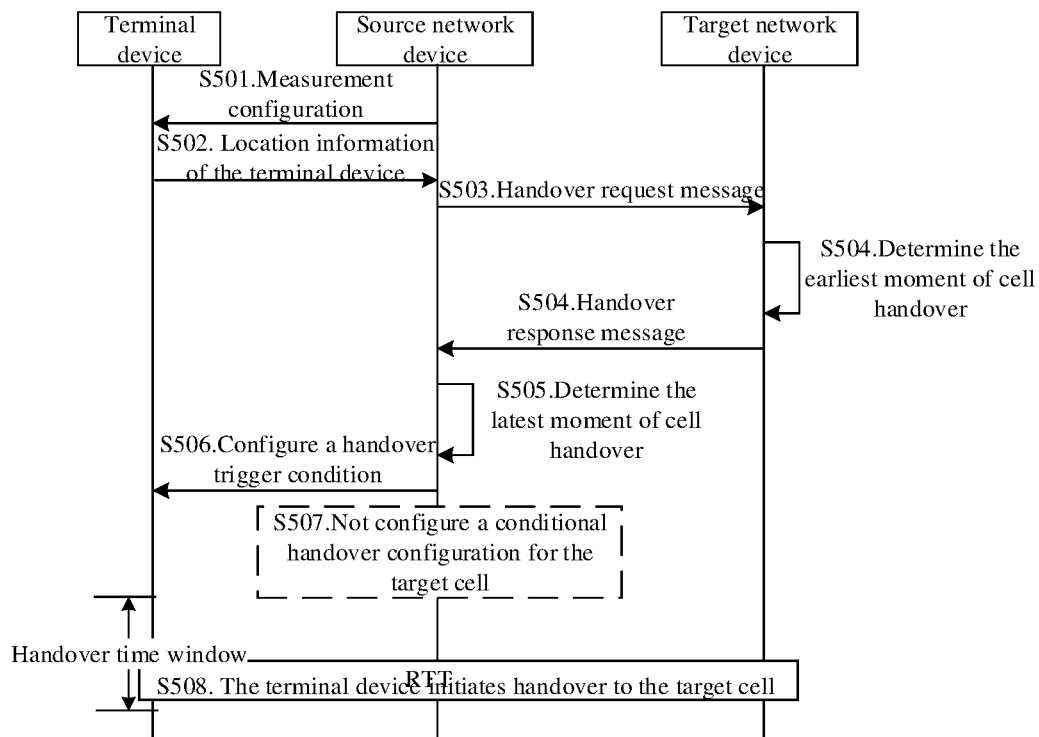 Terminal
device
Source network
device
Target network
device
S501.Measurement
configuration
S502. Location information
of the terminal device
S503.Handover request message
S504.Determine the
earliest moment of cell
handover
S504.Handover
response message
S505.Determine the
latest moment of cell
handover
S506.Configure a handover
trigger condition
S507.Not configure a conditional
handover configuration for the
target cell
Handover time window
RTT
S508. The terminal device initiates handover to the target cell